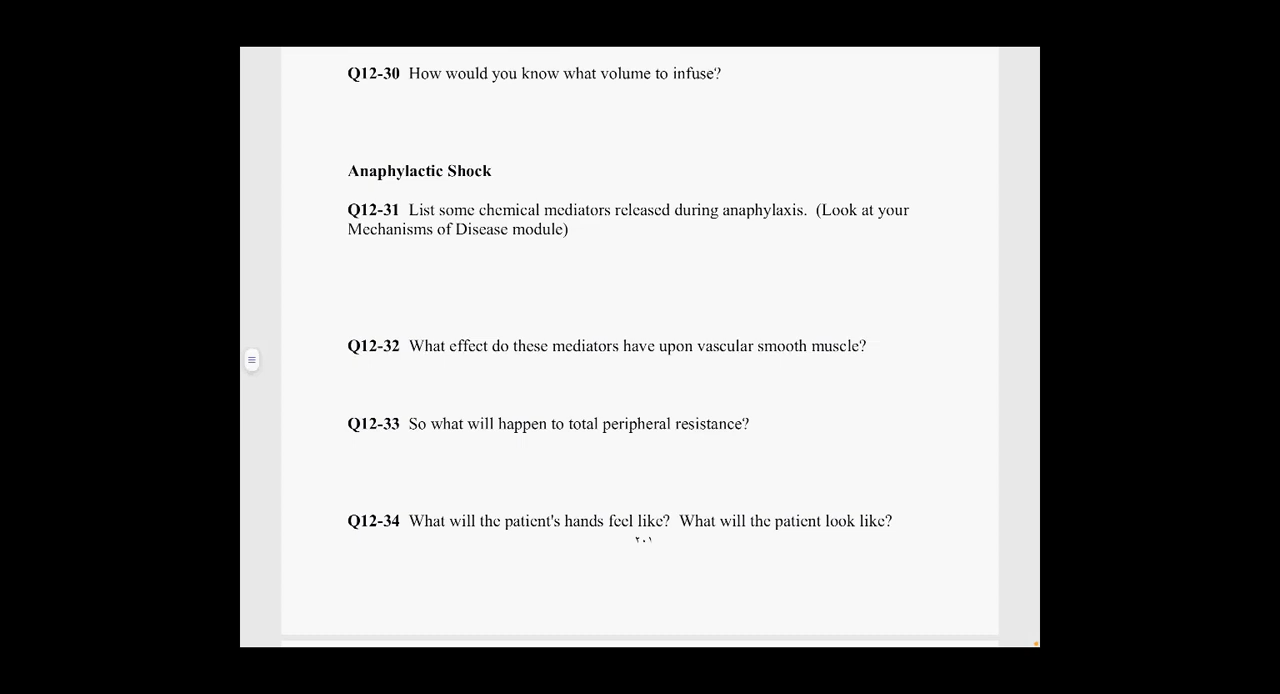 Q12-30 How would you know what volume to infuse?
Anaphylactic Shock
Q12-31 List some chemical mediators released during anaphylaxis. (Look at your
Mechanisms of Disease module)
Q12-32 What effect do these mediators have upon vascular smooth muscle?
Q12-33 So what will happen to total peripheral resistance?
Q12-34 What will the patient's hands feel like? What will the patient look like?
٢٠١